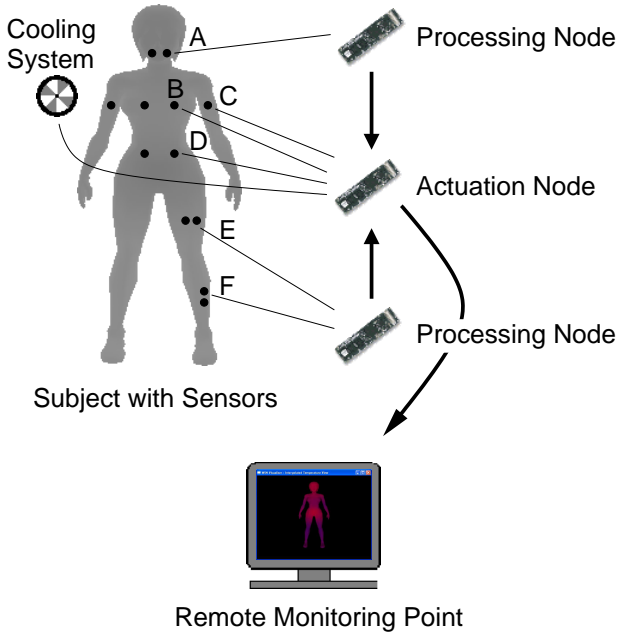 Cooling
System
A
Processing Node
B
C
D
Actuation Node
E
F
Processing Node
Subject with Sensors
Remote Monitoring Point